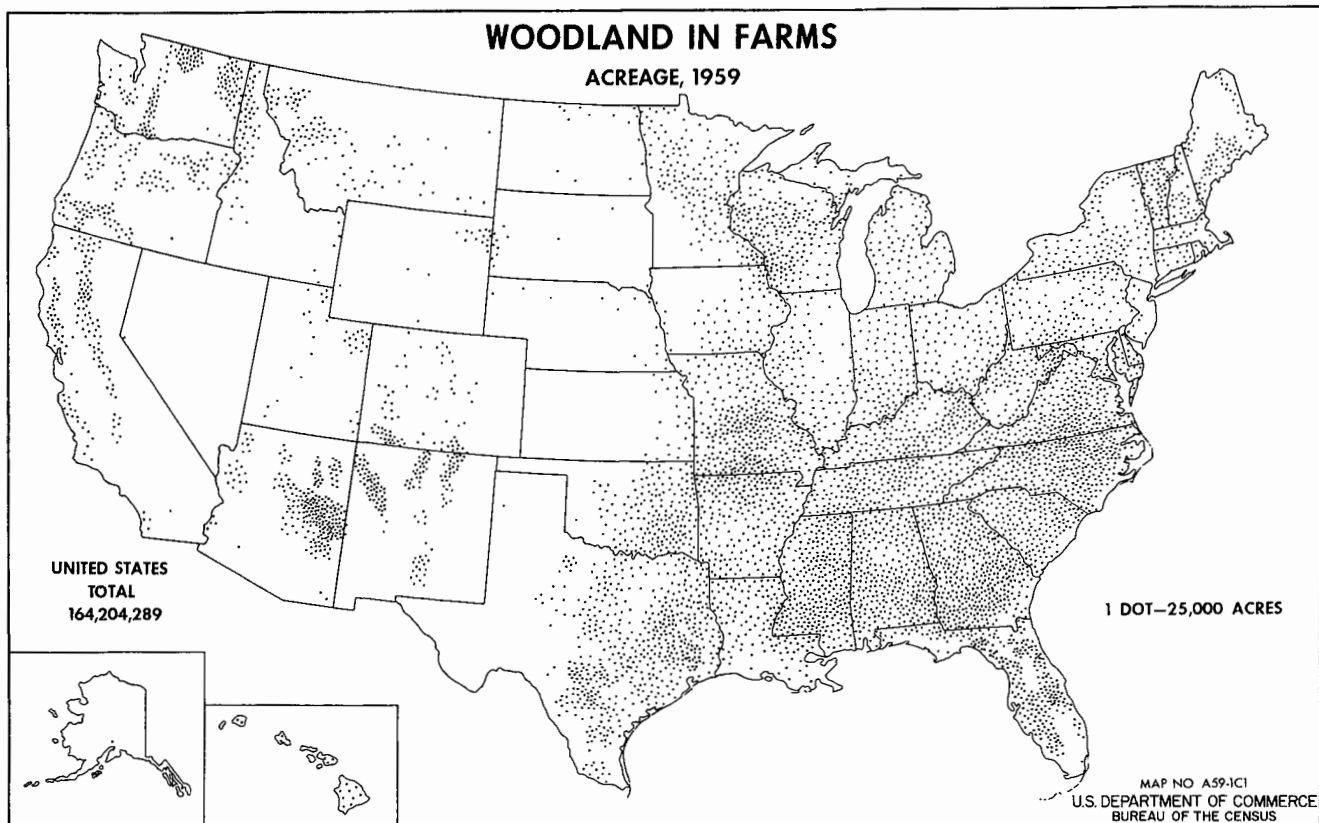 WOODLAND IN FARMS
ACREAGE, 1959
UNITED STATES
TOTAL
164,204,289
1 DOT—25,000 ACRES
MAP NO A59-1C1
U.S. DEPARTMENT OF COMMERCE
BUREAU OF THE CENSUS